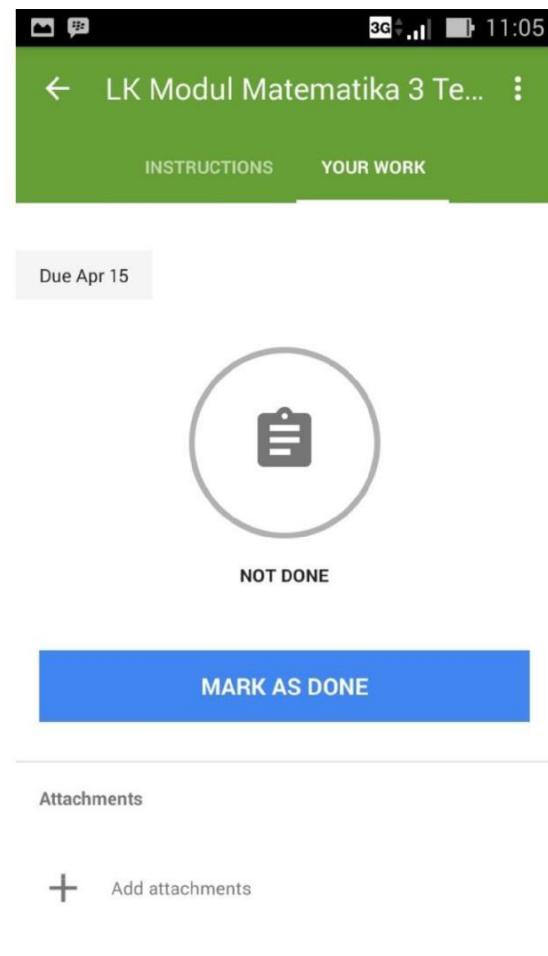 3G 11:05
LK Modul Matematika 3 Te...
INSTRUCTIONS YOUR WORK
Due Apr 15
NOT DONE
MARK AS DONE
Attachments
Add attachments